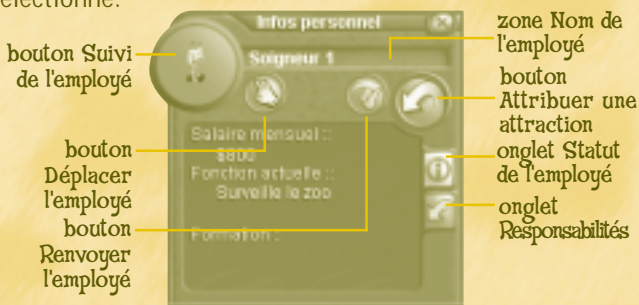 électionné.
Infos personnel
Soigneur 1
bouton Suivi
de l'employé
zone Nom de
l'employé
bouton
Attribuer une
attraction
bouton
Déplacer
l'employé
Salaire mensuel ::
$800
Fonction actuelle ::
Surveille le zoo
Formation ::
onglet Statut
de l'employé
bouton
Renvoyer
l'employé
onglet
Responsabilités